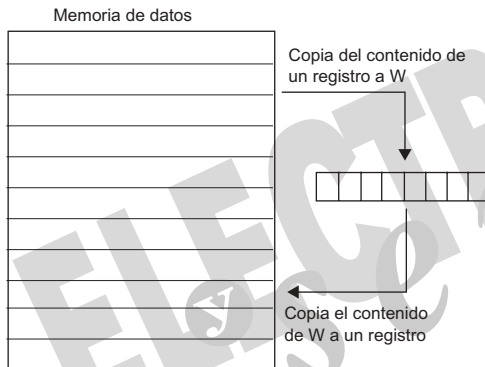 Memoria de datos
Copia del contenido de
un registro a W
Copia el contenido
de W a un registro